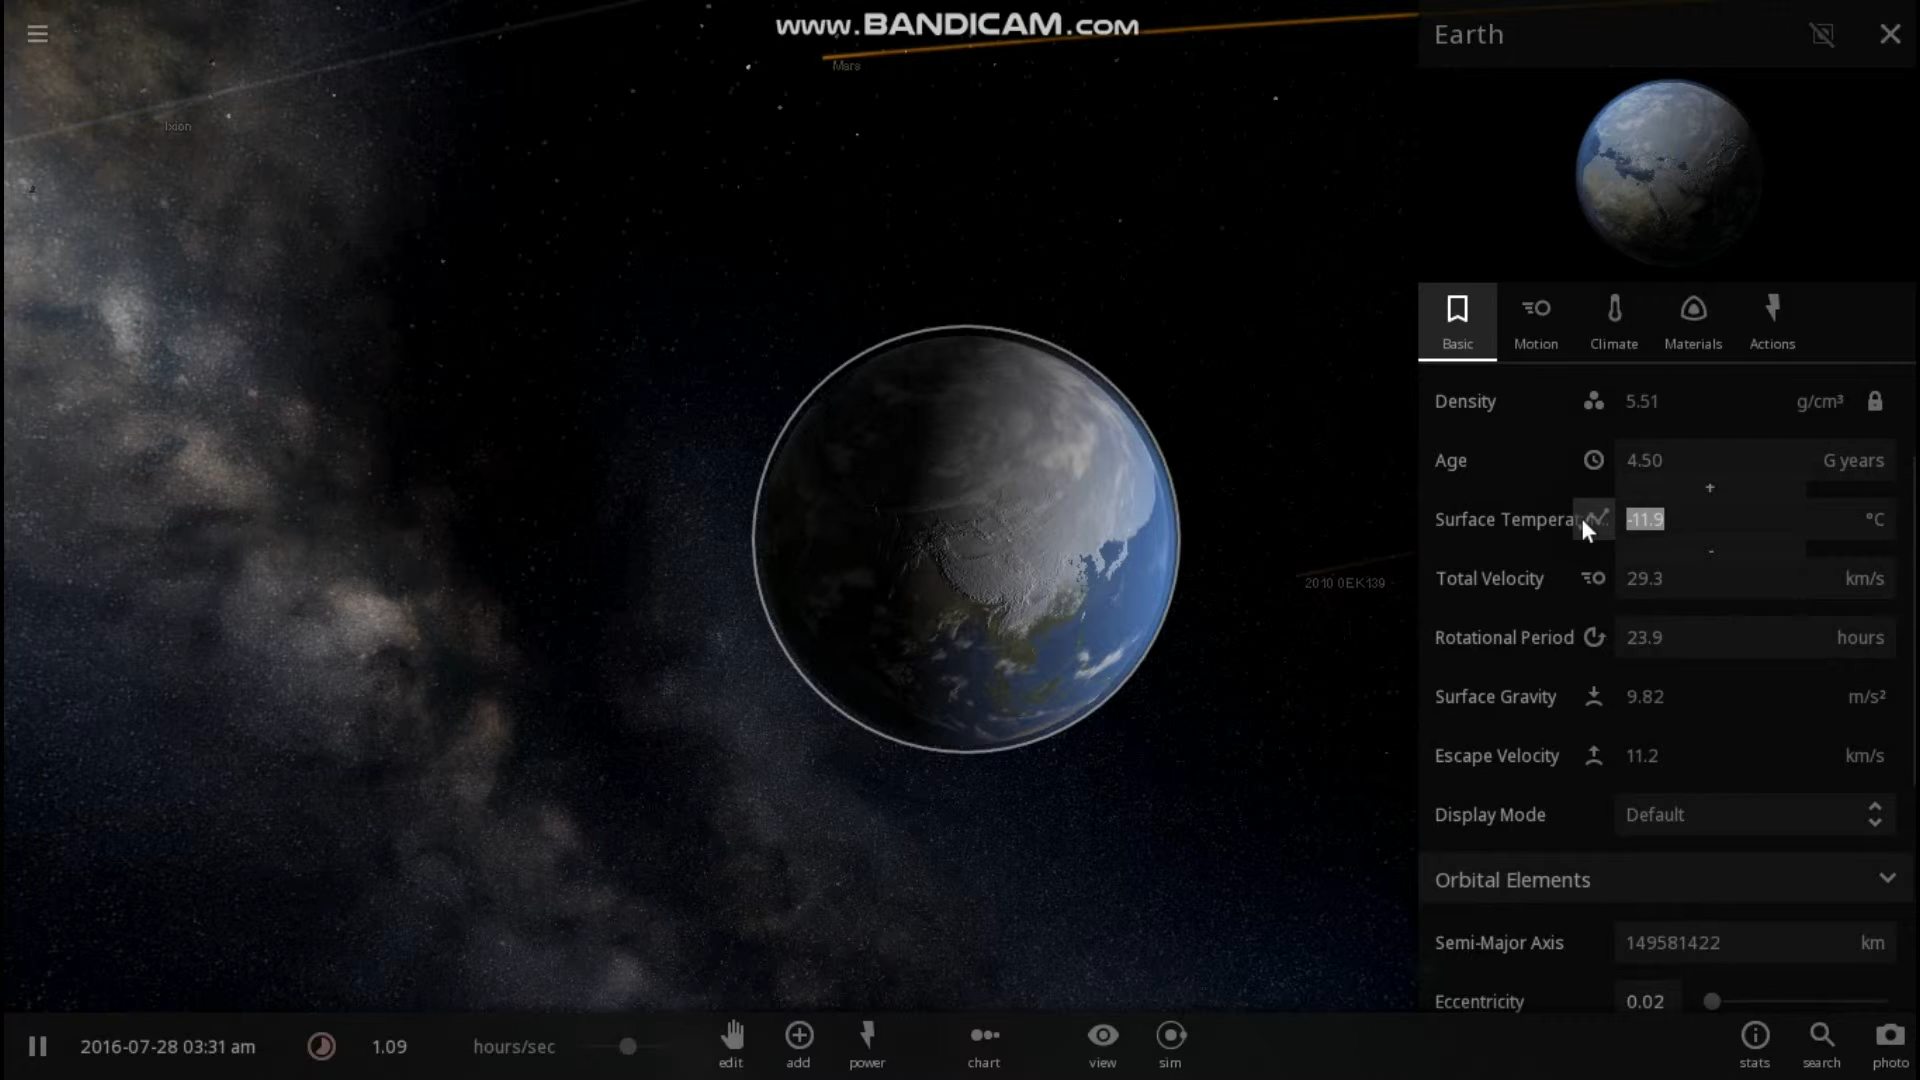 www.BANDICAM.com
Earth
Mars
Ixion
Basic
Motion
Climate
Materials
Actions
Density 5.51 g/cm³
Age 4.50 G years
+
Surface Temperat... -11.9 °C
-
Total Velocity 29.3 km/s
2010 0EK139
Rotational Period 23.9 hours
Surface Gravity 9.82 m/s²
Escape Velocity 11.2 km/s
Display Mode Default
Orbital Elements
Semi-Major Axis 149581422 km
Eccentricity 0.02
2016-07-28 03:31 am 1.09 hours/sec
edit add power chart view sim stats search photo